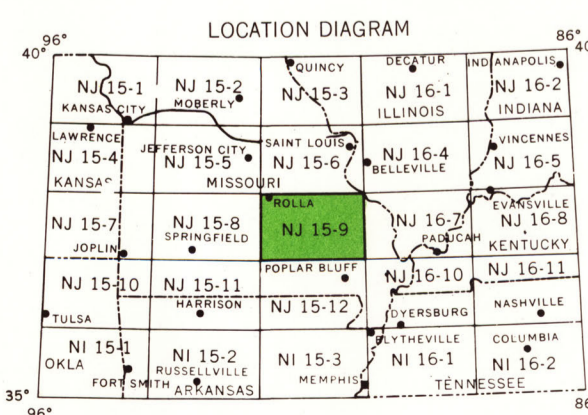 LOCATION DIAGRAM
40° 96° 86° 40
QUINCY DECATUR INDIANAPOLIS
NJ 15-1 NJ 15-2 NJ 15-3 NJ 16-1 NJ 16-2
KANSAS CITY MOBERLY ILLINOIS INDIANA
LAWRENCE JEFFERSON CITY SAINT LOUIS VINCENNES
NJ 15-4 NJ 15-5 NJ 15-6 NJ 16-4 NJ 16-5
KANSAS MISSOURI BELLEVILLE
ROLLA EVANSVILLE
NJ 15-7 NJ 15-8 NJ 15-9 NJ 16-7 NJ 16-8
JOPLIN SPRINGFIELD PADUCAH KENTUCKY
POPLAR BLUFF
NJ 15-10 NJ 15-11 NJ 15-12 NJ 16-10 NJ 16-11
TULSA HARRISON DYERSBURG NASHVILLE
BLYTHEVILLE COLUMBIA
NI 15-1 NI 15-2 NI 15-3 NI 16-1 NI 16-2
OKLA RUSSELLVILLE
FORT SMITH ARKANSAS MEMPHIS TENNESSEE
35°
96° 86